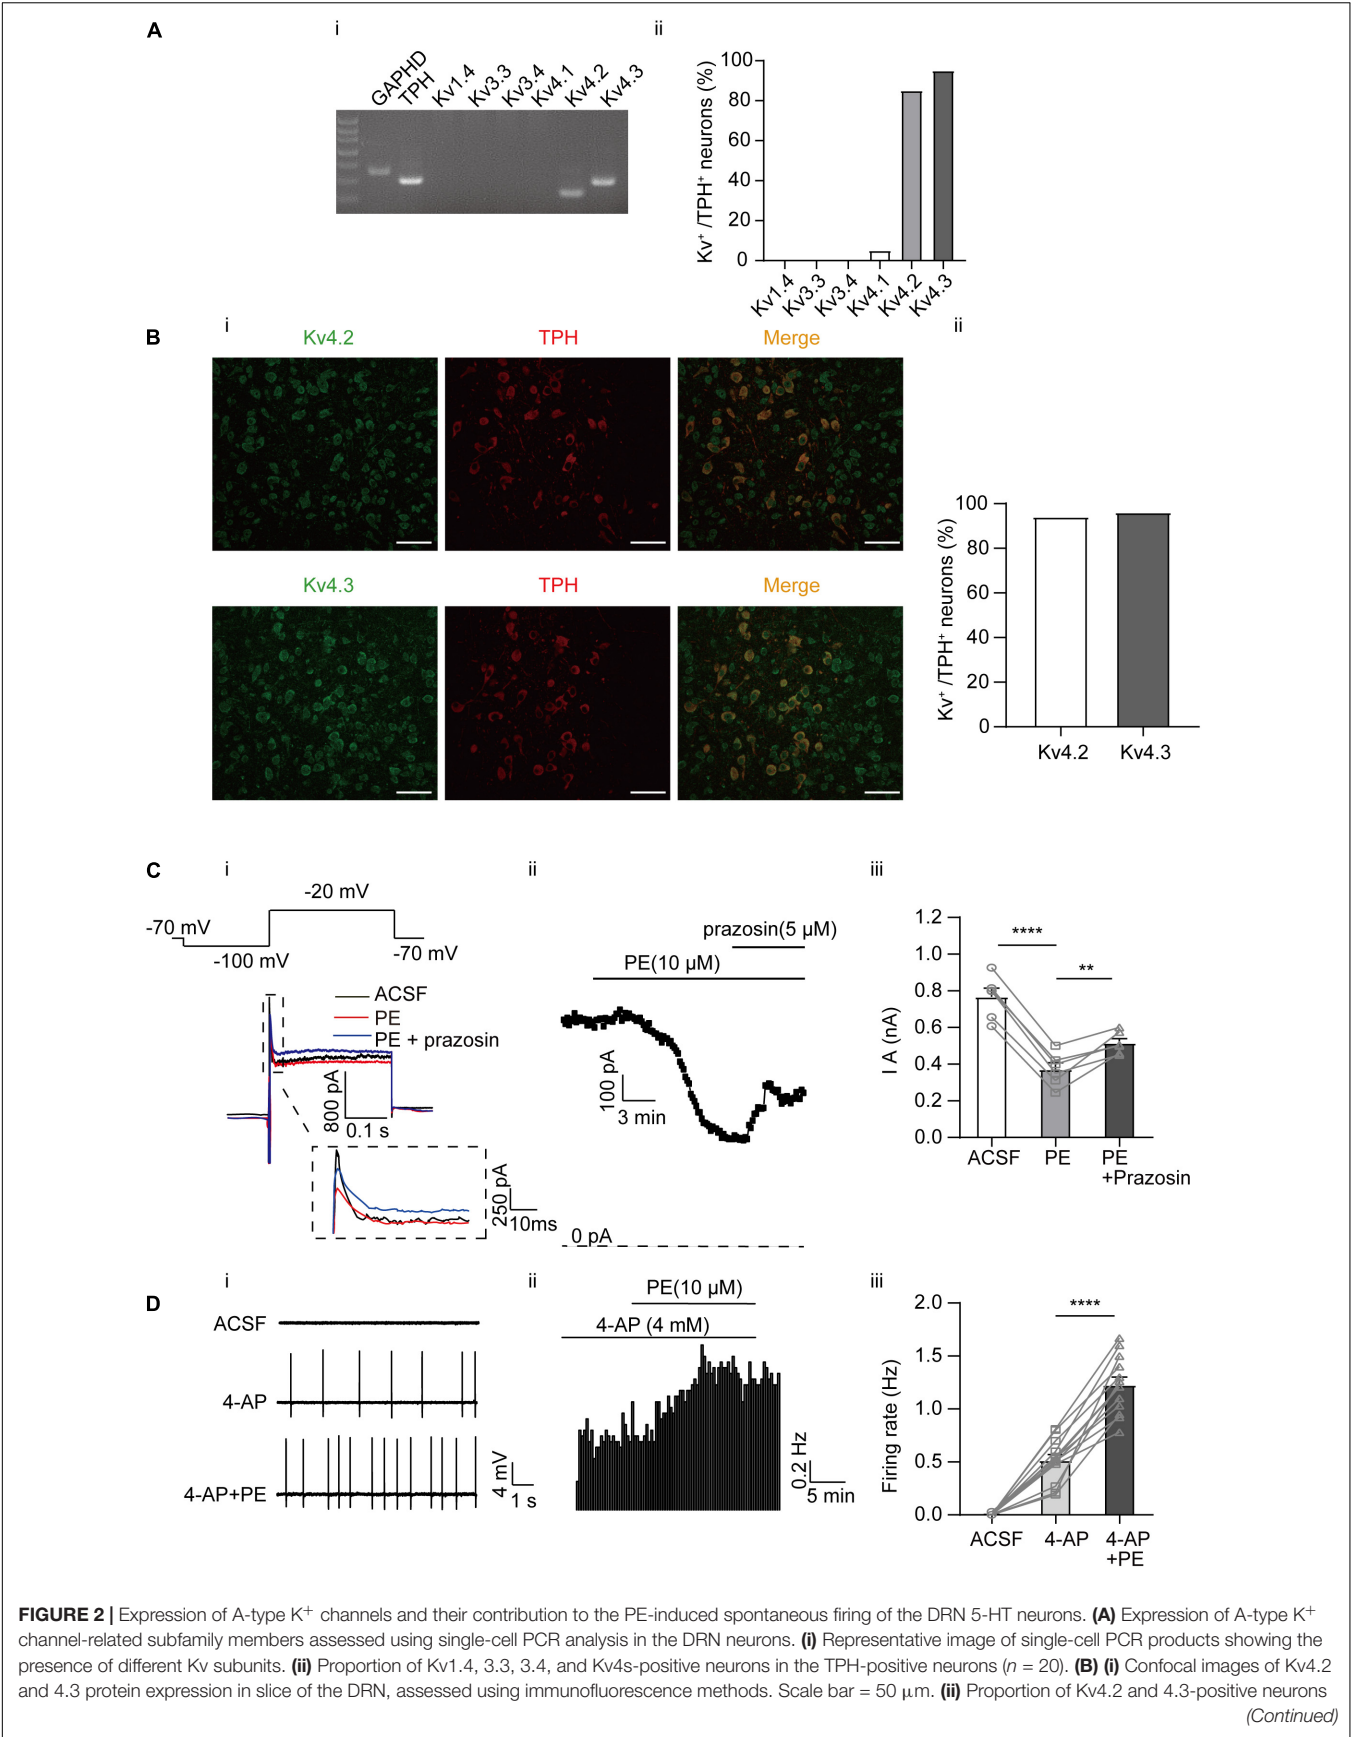 A
i
ii
GAPHD
TPH
Kv1.4
Kv3.3
Kv3.4
Kv4.1
Kv4.2
Kv4.3
Kv⁺ /TPH⁺ neurons (%)
100
80
60
40
20
0
Kv1.4
Kv3.3
Kv3.4
Kv4.1
Kv4.2
Kv4.3
B
i
ii
Kv4.2
TPH
Merge
Kv4.3
TPH
Merge
Kv⁺ /TPH⁺ neurons (%)
100
80
60
40
20
0
Kv4.2
Kv4.3
C
i
ii
iii
-20 mV
-70 mV
-100 mV
-70 mV
ACSF
PE
PE + prazosin
800 pA
0.1 s
250 pA
10ms
prazosin(5 μM)
PE(10 μM)
100 pA
3 min
0 pA
I A (nA)
1.2
1.0
0.8
0.6
0.4
0.2
0.0
****
**
ACSF
PE
PE
+Prazosin
D
i
ii
iii
ACSF
4-AP
4-AP+PE
4 mV
1 s
PE(10 μM)
4-AP (4 mM)
0.2 Hz
5 min
Firing rate (Hz)
2.0
1.5
1.0
0.5
0.0
****
ACSF
4-AP
4-AP
+PE
FIGURE 2 | Expression of A-type K⁺ channels and their contribution to the PE-induced spontaneous firing of the DRN 5-HT neurons. (A) Expression of A-type K⁺
channel-related subfamily members assessed using single-cell PCR analysis in the DRN neurons. (i) Representative image of single-cell PCR products showing the
presence of different Kv subunits. (ii) Proportion of Kv1.4, 3.3, 3.4, and Kv4s-positive neurons in the TPH-positive neurons (n = 20). (B) (i) Confocal images of Kv4.2
and 4.3 protein expression in slice of the DRN, assessed using immunofluorescence methods. Scale bar = 50 μm. (ii) Proportion of Kv4.2 and 4.3-positive neurons
(Continued)